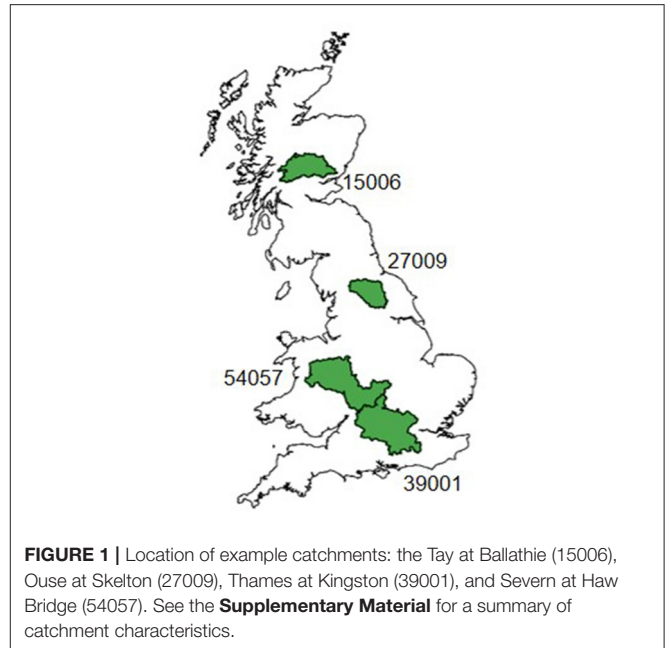 15006
27009
54057
39001
FIGURE 1 | Location of example catchments: the Tay at Ballathie (15006),
Ouse at Skelton (27009), Thames at Kingston (39001), and Severn at Haw
Bridge (54057). See the Supplementary Material for a summary of
catchment characteristics.